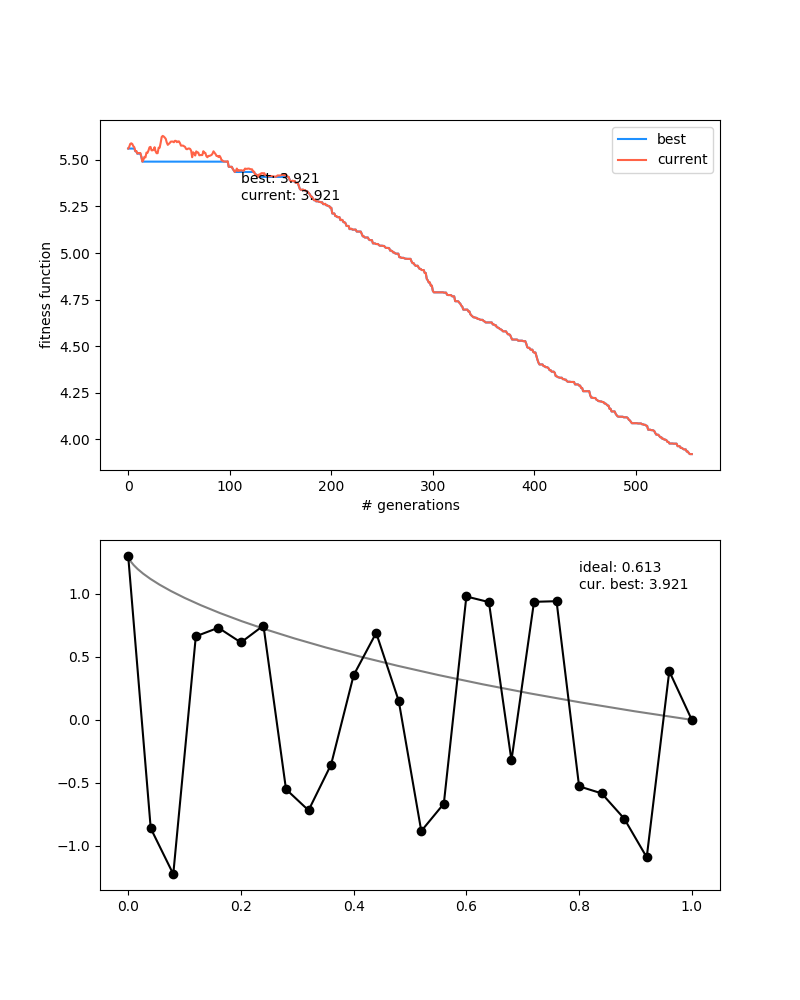 best
current
best: 3.921
current: 3.921
fitness function
5.50
5.25
5.00
4.75
4.50
4.25
4.00
0 100 200 300 400 500
# generations
ideal: 0.613
cur. best: 3.921
1.0
0.5
0.0
−0.5
−1.0
0.0 0.2 0.4 0.6 0.8 1.0